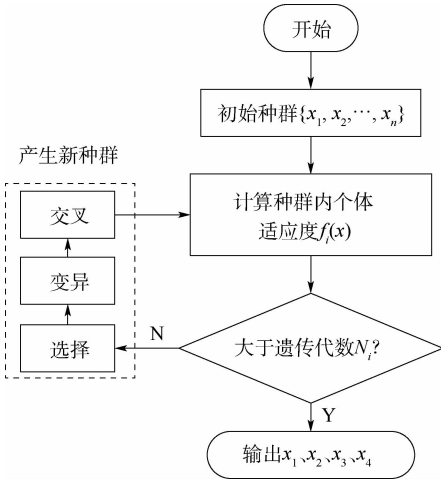 开始
初始种群{x₁, x₂,⋯, xₙ}
产生新种群
交叉
变异
选择
计算种群内个体
适应度fᵢ(x)
N
大于遗传代数Nᵢ?
Y
输出x₁、x₂、x₃、x₄